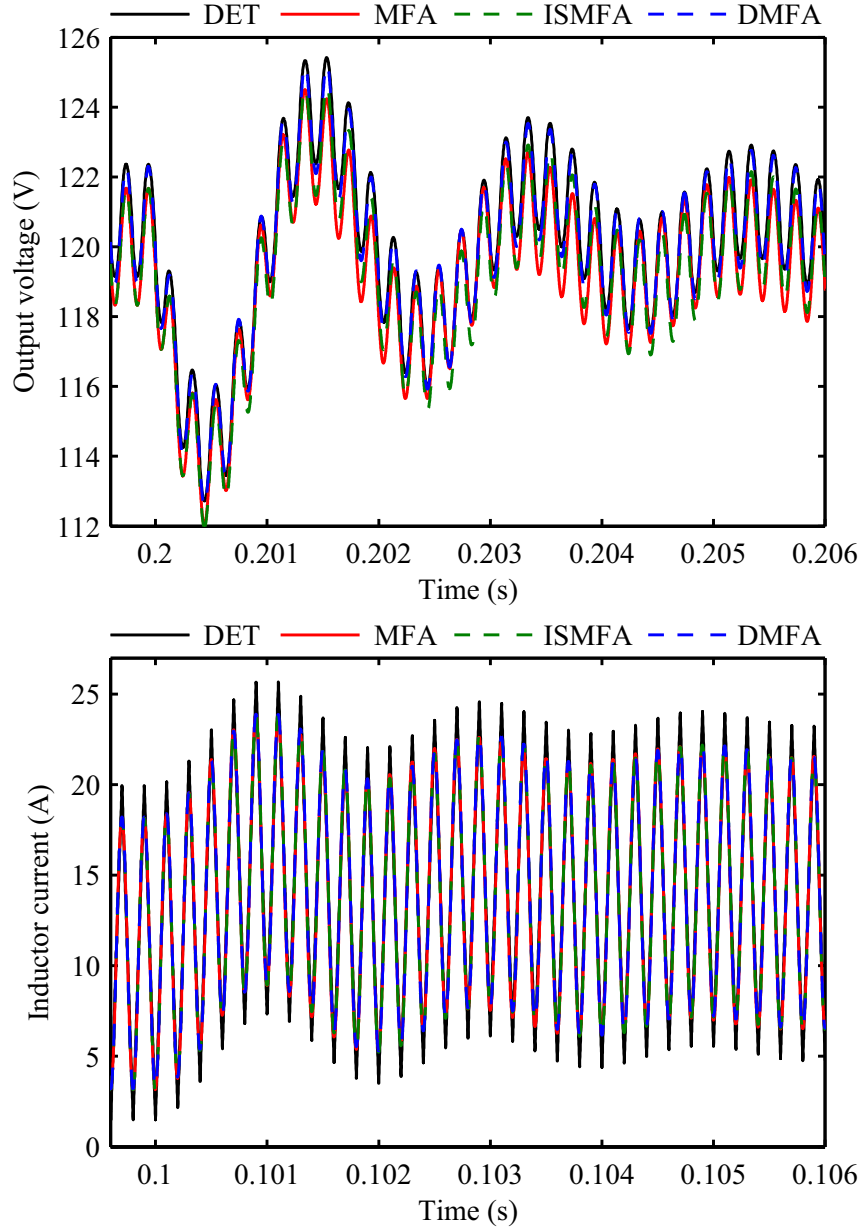 DET MFA ISMFA DMFA
126
124
122
120
118
116
114
112
Output voltage (V)
0.2 0.201 0.202 0.203 0.204 0.205 0.206
Time (s)
DET MFA ISMFA DMFA
25
20
15
10
5
0
Inductor current (A)
0.1 0.101 0.102 0.103 0.104 0.105 0.106
Time (s)